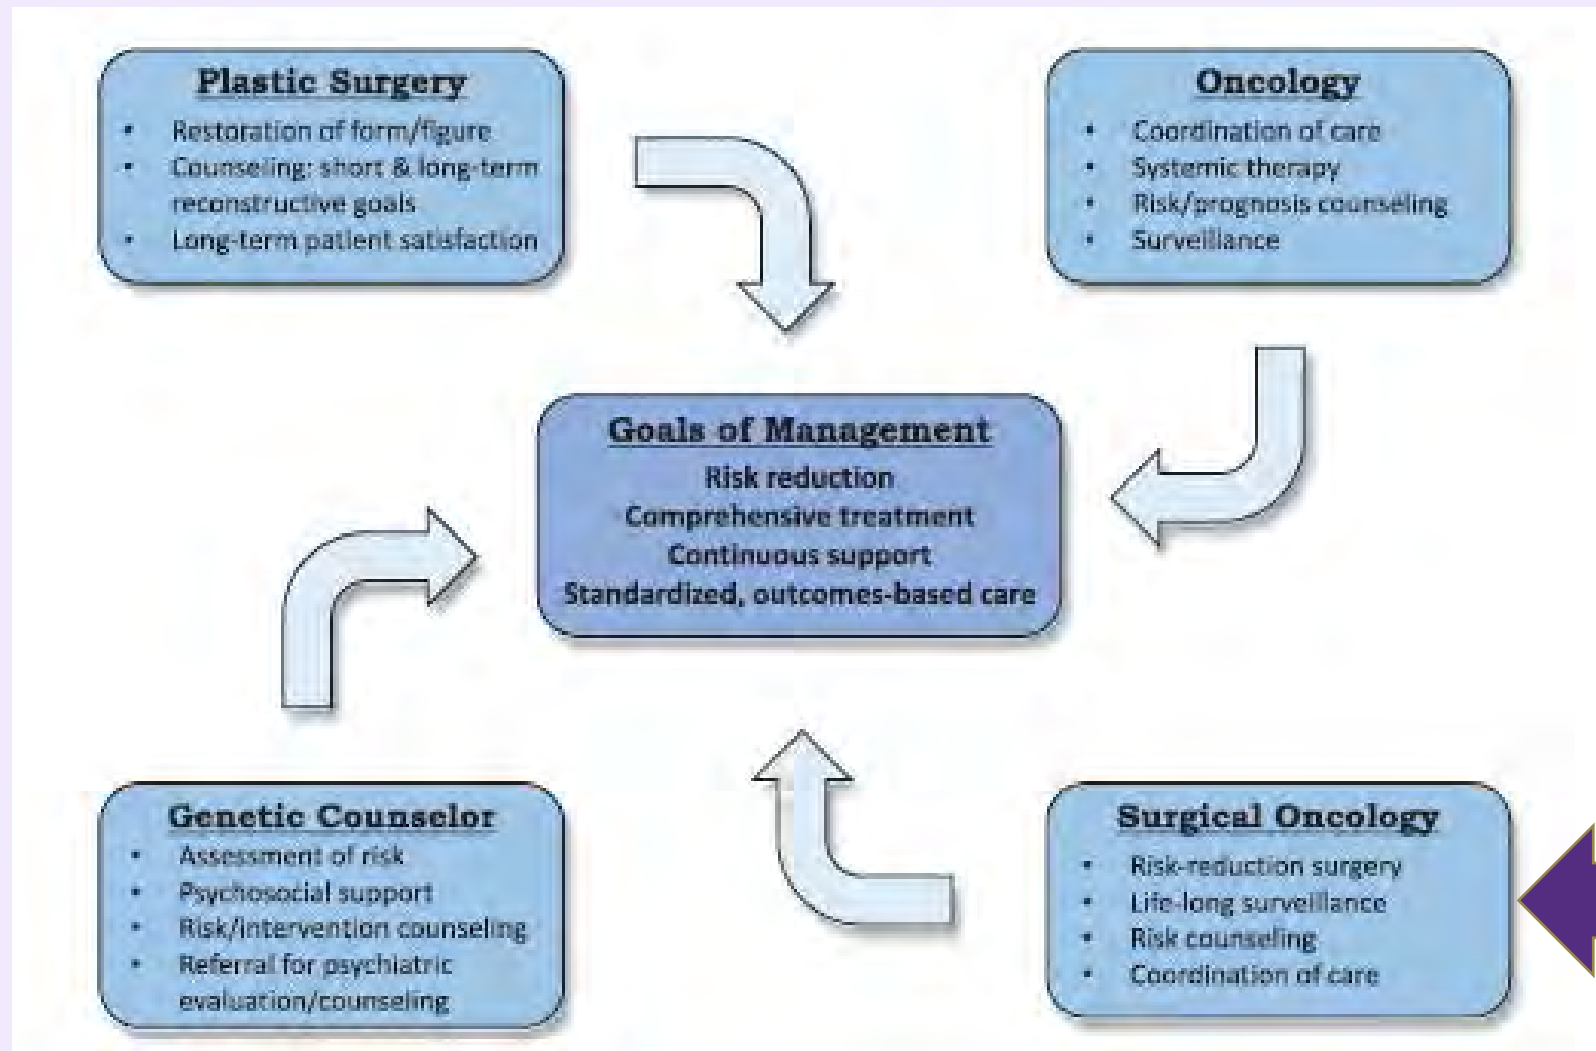 Plastic Surgery
• Restoration of form/figure
• Counseling: short & long-term
reconstructive goals
• Long-term patient satisfaction
Oncology
• Coordination of care
• Systemic therapy
• Risk/prognosis counseling
• Surveillance
Goals of Management
Risk reduction
Comprehensive treatment
Continuous support
Standardized, outcomes-based care
Genetic Counselor
• Assessment of risk
• Psychosocial support
• Risk/intervention counseling
• Referral for psychiatric
evaluation/counseling
Surgical Oncology
• Risk-reduction surgery
• Life-long surveillance
• Risk counseling
• Coordination of care